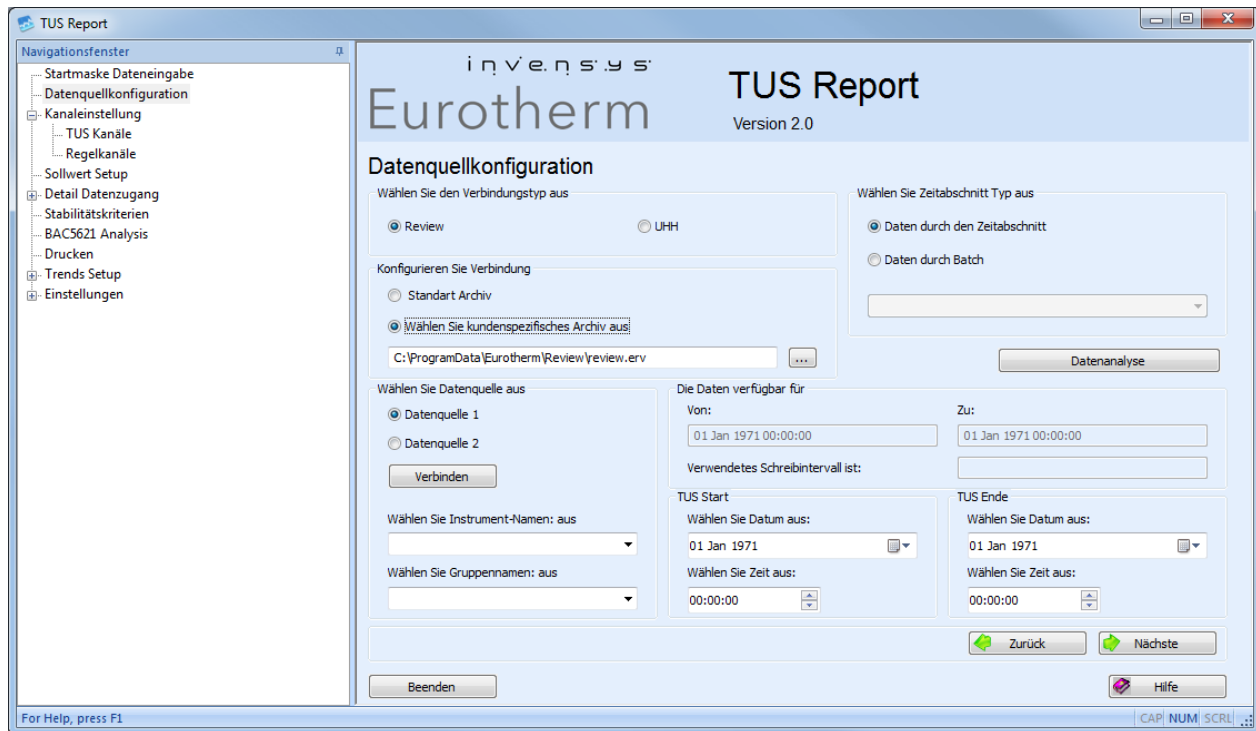 TUS Report
Navigationsfenster
Startmaske Dateneingabe
Datenquellkonfiguration
Kanaleinstellung
TUS Kanäle
Regelkanäle
Sollwert Setup
Detail Datenzugang
Stabilitätskriterien
BAC5621 Analysis
Drucken
Trends Setup
Einstellungen
invensys
Eurotherm
TUS Report
Version 2.0
Datenquellkonfiguration
Wählen Sie den Verbindungstyp aus
Review
UHH
Wählen Sie Zeitabschnitt Typ aus
Daten durch den Zeitabschnitt
Daten durch Batch
Konfigurieren Sie Verbindung
Standart Archiv
Wählen Sie kundenspezifisches Archiv aus
C:\ProgramData\Eurotherm\Review\review.erv
...
Datenanalyse
Wählen Sie Datenquelle aus
Datenquelle 1
Datenquelle 2
Verbinden
Die Daten verfügbar für
Von:
Zu:
01 Jan 1971 00:00:00
01 Jan 1971 00:00:00
Verwendetes Schreibintervall ist:
Wählen Sie Instrument-Namen: aus
Wählen Sie Gruppennamen: aus
TUS Start
Wählen Sie Datum aus:
01 Jan 1971
Wählen Sie Zeit aus:
00:00:00
TUS Ende
Wählen Sie Datum aus:
01 Jan 1971
Wählen Sie Zeit aus:
00:00:00
Zurück
Nächste
Beenden
Hilfe
For Help, press F1
CAP NUM SCRL